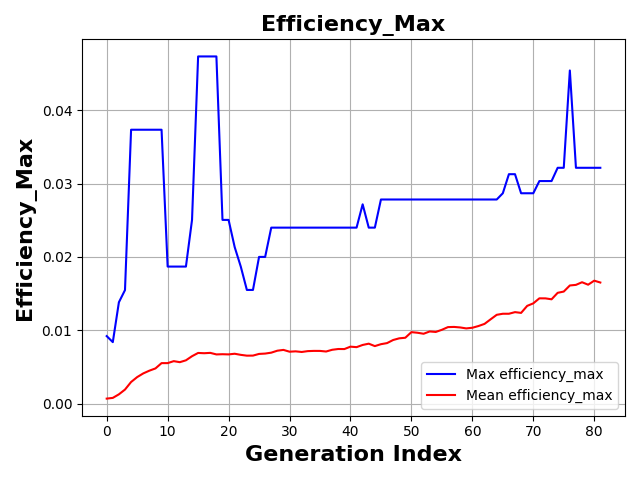 Efficiency_Max
Efficiency_Max
0.04
0.03
0.02
0.01
0.00
0 10 20 30 40 50 60 70 80
Generation Index
Max efficiency_max
Mean efficiency_max